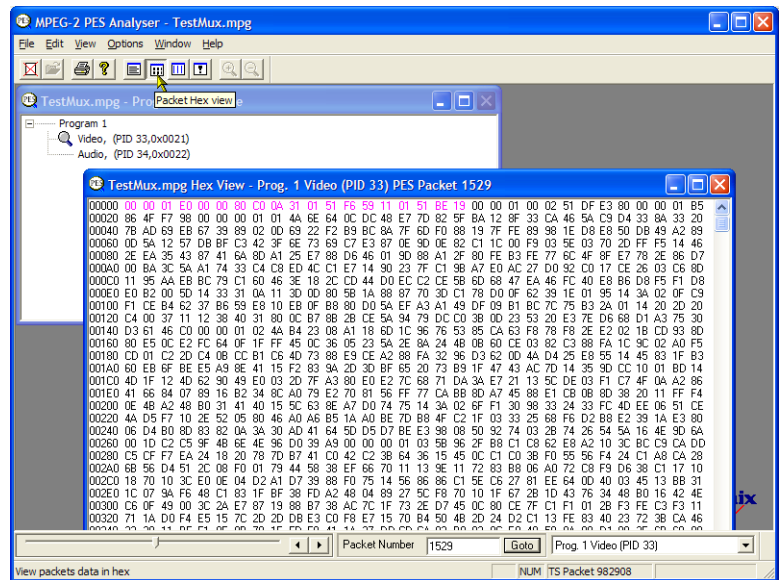 MPEG-2 PES Analyser - TestMux.mpg
File Edit View Options Window Help
TestMux.mpg - Pro
Packet Hex view
Program 1
Video, (PID 33,0x0021)
Audio, (PID 34,0x0022)
TestMux.mpg Hex View - Prog. 1 Video (PID 33) PES Packet 1529
00000 00 00 01 E0 00 00 80 C0 0A 31 01 51 F6 59 11 01 51 BE 19 00 00 01 00 02 51 DF E3 80 00 00 01 B5
00020 86 4F F7 98 00 00 00 01 01 4A 6E 64 0C DC 48 E7 7D 82 5F BA 12 8F 33 CA 46 5A C9 D4 33 8A 33 20
00040 7B AD 69 EB 67 39 89 02 0D 69 22 F2 B9 BC 8A 7F 6D F0 88 19 7F FE 89 98 1E D8 E8 50 DB 49 A2 89
00060 0D 5A 12 57 DB BF C3 42 3F 6E 73 69 C7 E3 87 0E 9D 0E 82 C1 1C 00 F9 03 5E 03 70 2D FF F5 14 46
00080 2E EA 35 43 87 41 6A 8D A1 25 E7 88 D6 46 01 9D 88 A1 2F 80 FE B3 FE 77 6C 4F 8F E7 78 2E 86 D7
000A0 00 BA 3C 5A A1 74 33 C4 C8 ED 4C C1 E7 14 90 23 7F C1 9B A7 E0 AC 27 D0 92 C0 17 CE 26 03 C6 8D
000C0 11 95 AA EB BC 79 C1 60 46 3E 18 2C CD 44 D0 EC C2 CE 5B 6D 68 47 EA 46 FC 40 E8 B6 D8 F5 F1 D8
000E0 E0 B2 00 5D 14 33 31 0A 11 3D 0D 80 5B 1A 88 87 70 3D C1 78 D0 0F 62 39 1E 01 95 14 3A 02 0F C9
00100 F1 CE B4 62 37 B6 59 E8 10 EB 0F B8 80 D0 5A EF A3 A1 49 DF 09 B1 BC 7C 75 B3 2A 01 14 20 2D 20
00120 C4 00 37 11 12 38 40 31 80 0C B7 8B 2B CE 5A 94 79 DC C0 3B 0D 23 53 20 E3 7E D6 68 D1 A3 75 30
00140 D3 61 46 C0 00 00 01 02 4A B4 23 08 A1 18 6D 1C 96 76 53 85 CA 63 F8 78 F8 2E E2 02 1B CD 93 8D
00160 80 E5 0C E2 FC 64 0F 1F FF 45 0C 36 05 23 5A 2E 8A 24 4B 0B 60 CE 03 82 C3 88 FA 1C 9C 02 A0 F5
00180 CD 01 C2 2D C4 0B CC B1 C6 4D 73 88 E9 CE A2 88 FA 32 96 D3 62 0D 4A D4 25 E8 55 14 45 83 1F B3
001A0 60 EB 6F BE E5 A9 8E 41 15 F2 83 9A 2D 3D BF 65 20 73 B9 1F 47 43 AC 7D 14 35 9D CC 10 01 BD 14
001C0 4D 1F 12 4D 62 90 49 E0 03 2D 7F A3 80 E0 E2 7C 68 71 DA 3A E7 21 13 5C DE 03 F1 C7 4F 0A A2 86
001E0 41 66 84 07 89 16 B2 34 8C A0 79 E2 70 81 56 FF 77 CA BB 8D A7 45 88 E1 CB 0B 8D 38 20 11 FF F4
00200 0E 4B A2 48 B0 31 41 40 15 5C 63 8E A7 D0 74 75 14 3A 02 6F F1 30 98 33 24 33 FC 4D EE 06 51 CE
00220 4A D5 F7 10 2E 52 05 80 46 A0 A6 B5 1A A0 BE 7D B8 4F C2 1F 03 33 25 68 F6 D2 B8 E2 39 1A E3 80
00240 06 D4 B0 8D 83 82 0A 3A 30 AD 41 64 5D D5 D7 BE E3 98 08 50 92 74 03 2B 74 26 54 5A 16 4E 9D 6A
00260 00 1D C2 C5 9F 4B 6E 4E 96 D0 39 A9 00 00 00 01 03 5B 96 2F B8 C1 C8 62 E8 A2 10 3C BC C9 CA DD
00280 C5 CF F7 EA 24 18 20 78 7D B7 41 C0 42 C2 3B 64 36 15 45 0C C1 C0 3B F0 55 56 F4 24 C1 A8 CA 28
002A0 6B 56 D4 51 2C 08 F0 01 79 44 58 38 EF 66 70 11 13 9E 11 72 83 B8 06 A0 72 C8 F9 D6 38 C1 17 10
002C0 18 70 10 3C E0 0E 04 D2 A1 D7 39 88 F0 75 14 56 86 86 C1 5E C6 27 81 EE 64 0D 40 03 45 13 BB 31
002E0 1C 07 9A F6 48 C1 83 1F BF 38 FD A2 48 04 89 27 5C F8 70 10 1F 67 2B 1D 43 76 34 48 B0 16 42 4E
00300 C6 0F 49 00 3C 2A E7 87 19 88 B7 38 AC 7C 1F 73 2E D7 45 0C 80 CE 7F C1 F1 01 2B F3 FE C3 F3 11
00320 71 1A D0 F4 E5 15 7C 2D 2D DB E3 C0 F8 E7 15 70 B4 50 4B 2D 24 D2 C1 13 FE 83 40 23 72 3B CA 46
ix
Packet Number 1529 Goto Prog. 1 Video (PID 33)
View packets data in hex NUM TS Packet 982908